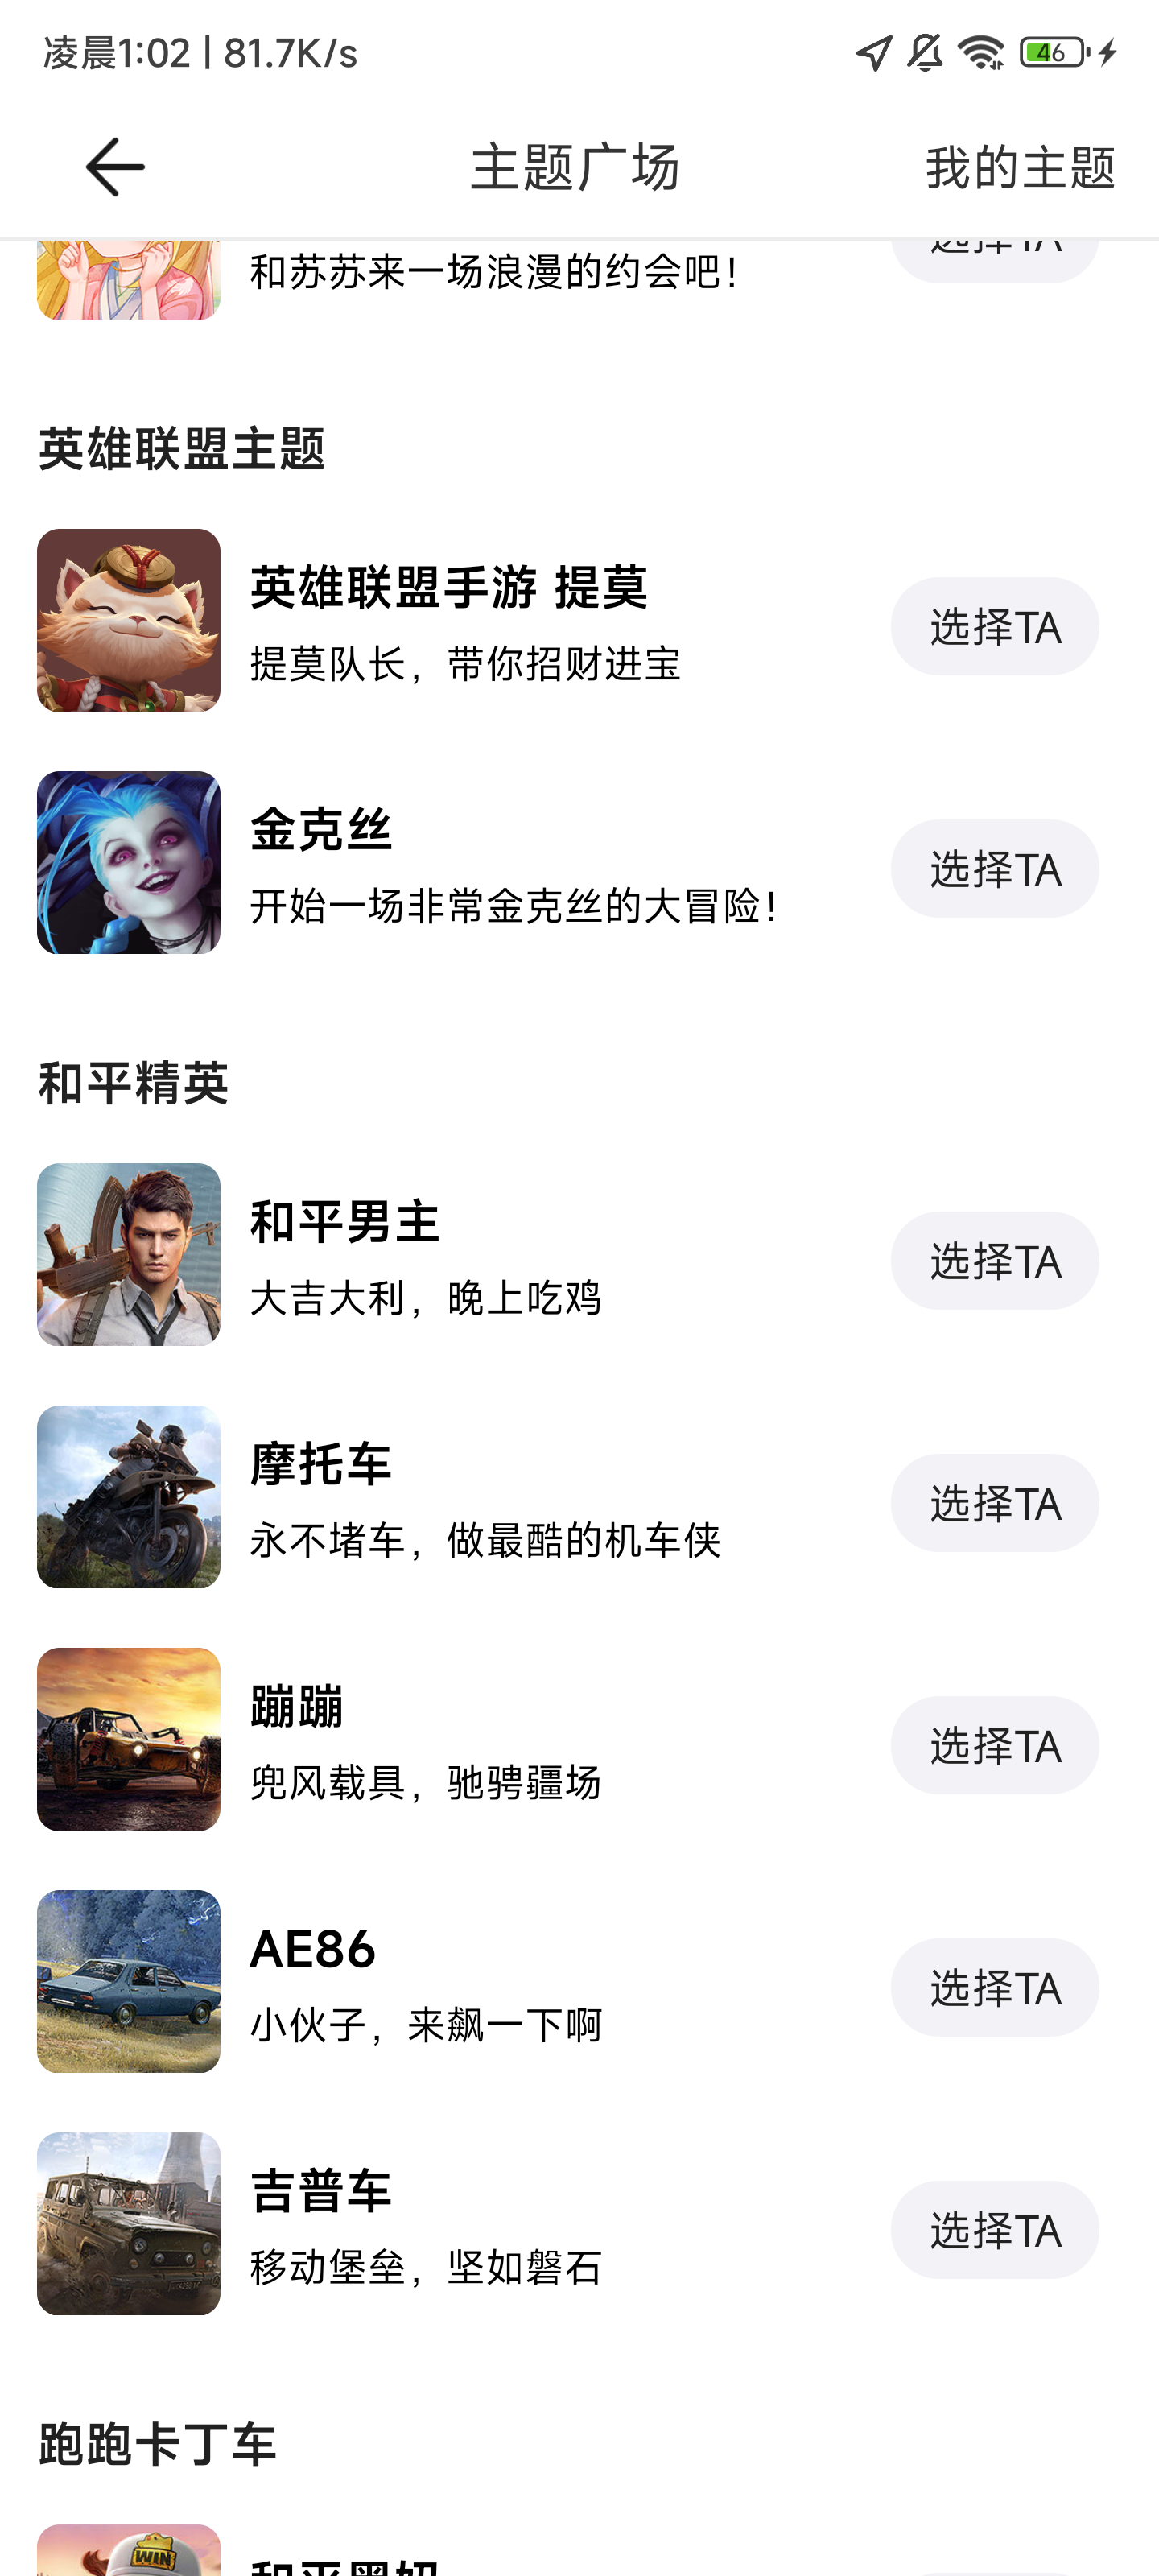 凌晨1:02 | 81.7K/s
46
主题广场
我的主题
选择TA
和苏苏来一场浪漫的约会吧！
英雄联盟主题
英雄联盟手游 提莫
提莫队长，带你招财进宝
选择TA
金克丝
开始一场非常金克丝的大冒险！
选择TA
和平精英
和平男主
大吉大利，晚上吃鸡
选择TA
摩托车
永不堵车，做最酷的机车侠
选择TA
蹦蹦
兜风载具，驰骋疆场
选择TA
AE86
小伙子，来飙一下啊
选择TA
吉普车
移动堡垒，坚如磐石
选择TA
跑跑卡丁车
WIN